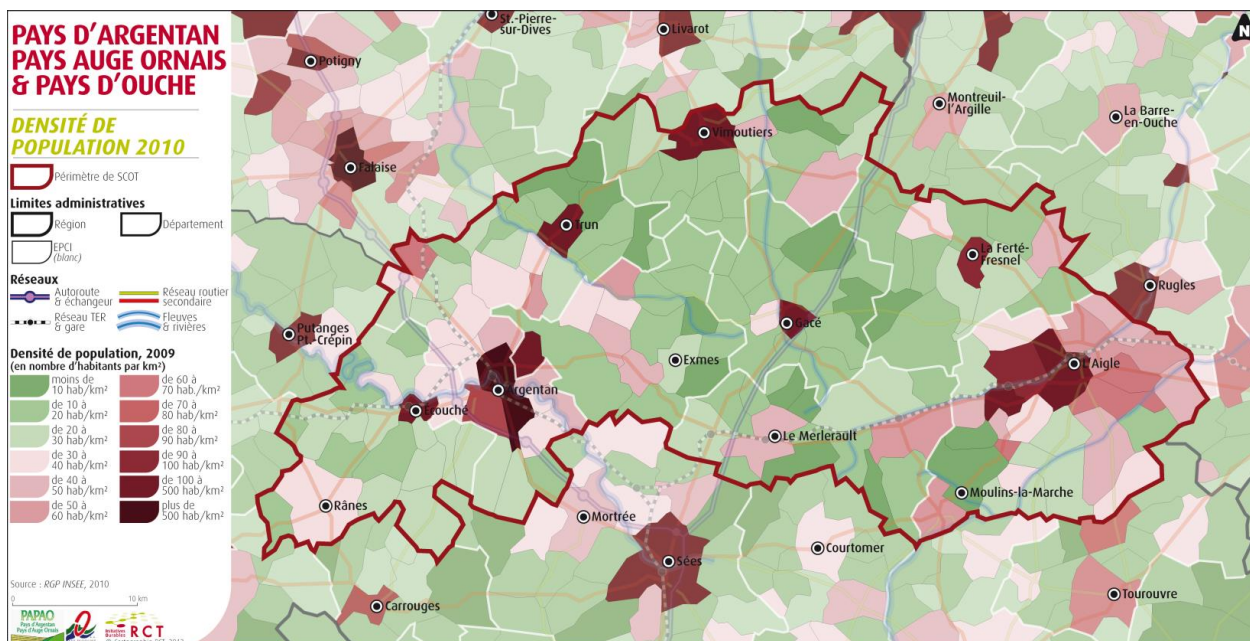 PAYS D'ARGENTAN
PAYS AUGE ORNAIS
& PAYS D'OUCHE
DENSITÉ DE
POPULATION 2010
Périmètre de SCOT
Limites administratives
Région
Département
EPCI
(blanc)
Réseaux
Autoroute
& échangeur
Réseau routier
secondaire
Réseau TER
& gare
Fleuves
& rivières
Densité de population, 2009
(en nombre d'habitants par km²)
moins de
10 hab/km²
de 10 à
20 hab/km²
de 20 à
30 hab/km²
de 30 à
40 hab/km²
de 40 à
50 hab/km²
de 50 à
60 hab/km²
de 60 à
70 hab./km²
de 70 à
80 hab/km²
de 80 à
90 hab/km²
de 90 à
100 hab/km²
de 100 à
500 hab/km²
plus de
500 hab/km²
Source : RGP INSEE, 2010
0
10 km
PAPAO
Pays d'Argentan
Pays d'Auge Ornais
RCT
N
St.-Pierre-
sur-Dives
Livarot
Potigny
Montreuil-
l'Argille
La Barre-
en-Ouche
Vimoutiers
Falaise
Trun
La Ferté-
Fresnel
Rugles
Putanges
Pt.-Crépin
Gacé
Exmes
L'Aigle
Argentan
Écouché
Le Merlerault
Moulins-la-Marche
Rânes
Mortrée
Courtomer
Sées
Carrouges
Tourouvre